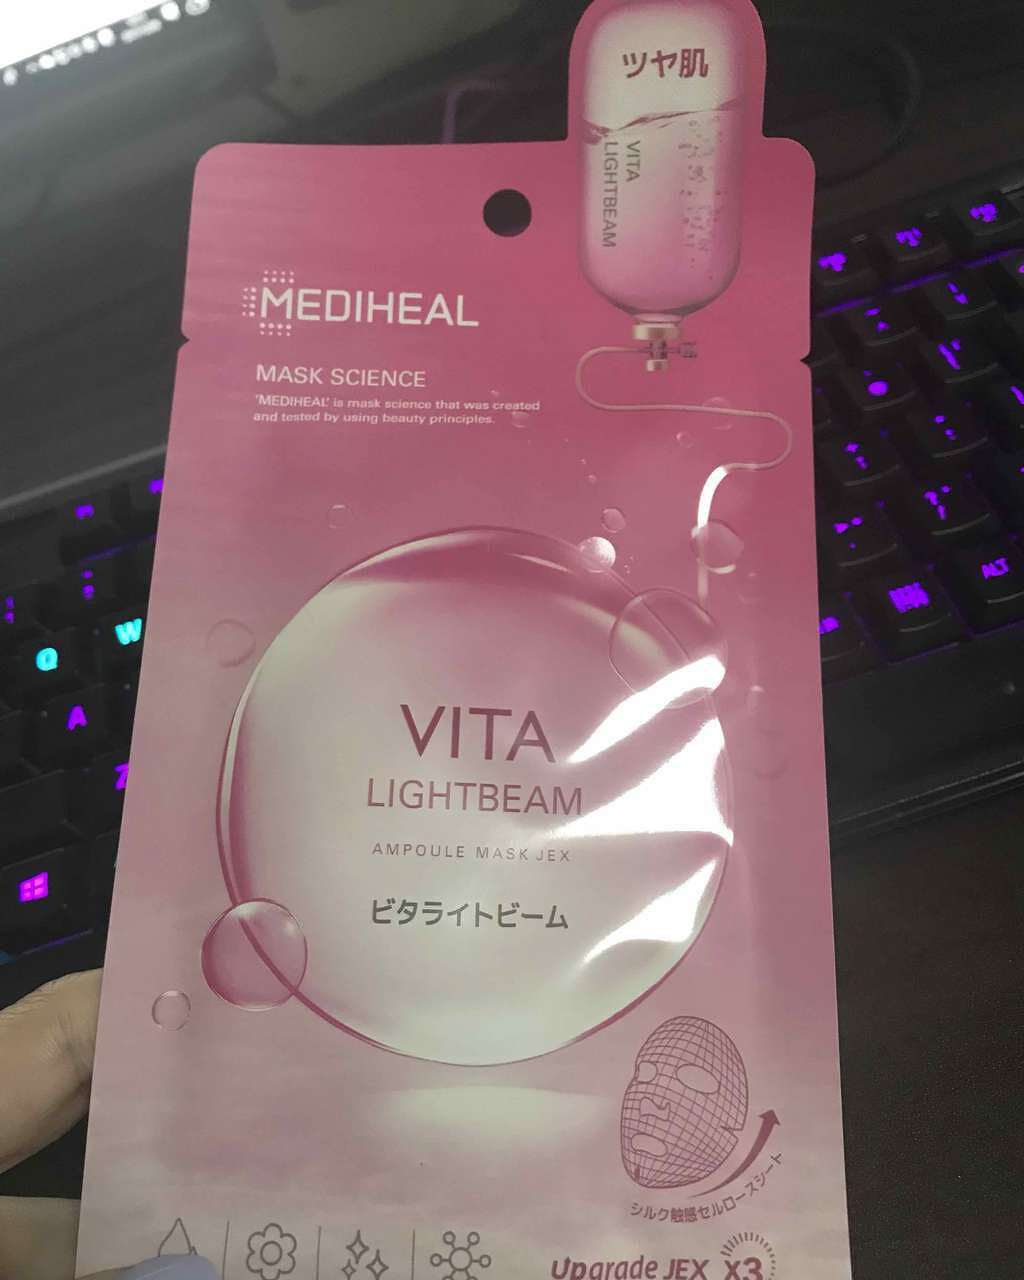 ツヤ肌
VITA
LIGHTBEAM
MEDIHEAL
MASK SCIENCE
'MEDIHEAL' is mask science that was created
and tested by using beauty principles.
VITA
LIGHTBEAM
AMPOULE MASK JEX
ビタライトビーム
シルク触感セルロースシート
Upgrade JEX X3
Q
W
A
Z
ALT